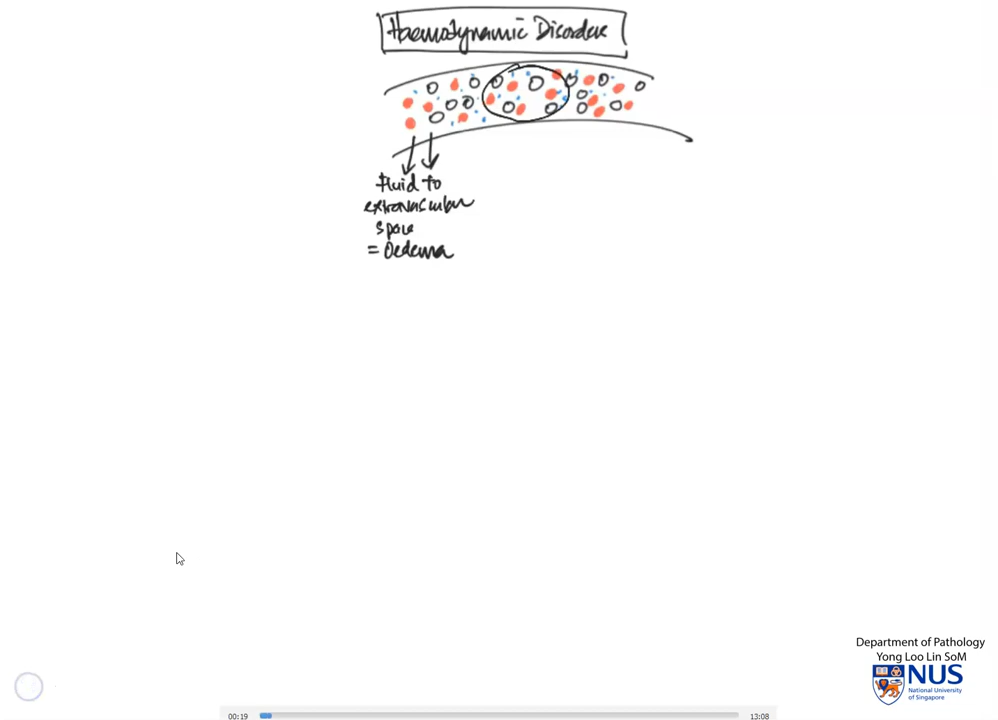 Haemodynamic Disorders
fluid to
extravascular
space
= Oedema
Department of Pathology
Yong Loo Lin SoM
NUS
National University
of Singapore
00:19
13:08